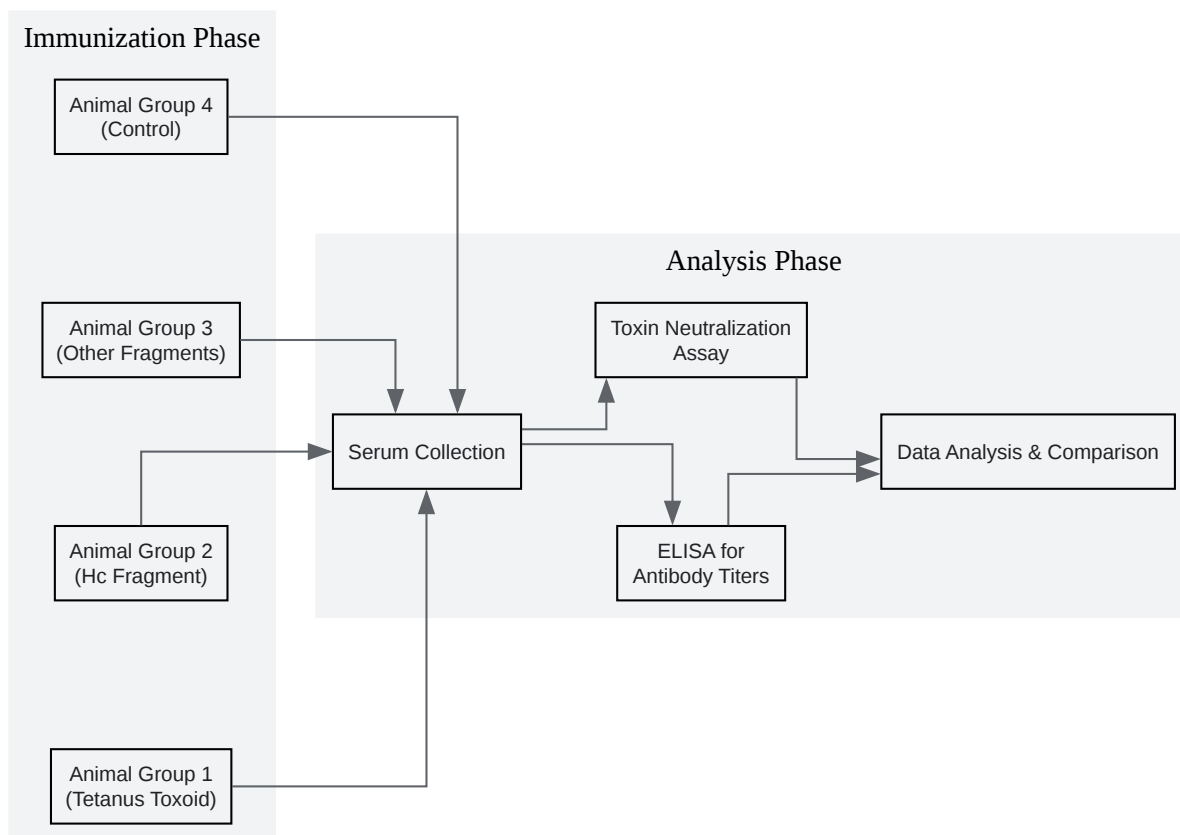 Immunization Phase
Animal Group 4
(Control)
Animal Group 3
(Other Fragments)
Animal Group 2
(Hc Fragment)
Animal Group 1
(Tetanus Toxoid)
Analysis Phase
Serum Collection
Toxin Neutralization
Assay
ELISA for
Antibody Titers
Data Analysis & Comparison